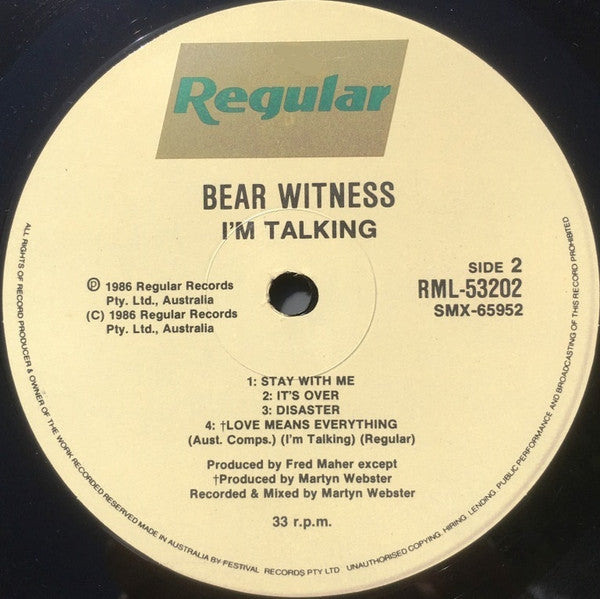 Regular
BEAR WITNESS
I'M TALKING
℗ 1986 Regular Records
Pty. Ltd., Australia
(C) 1986 Regular Records
Pty. Ltd., Australia
SIDE 2
RML-53202
SMX-65952
1: STAY WITH ME
2: IT'S OVER
3: DISASTER
4: †LOVE MEANS EVERYTHING
(Aust. Comps.) (I'm Talking) (Regular)
Produced by Fred Maher except
†Produced by Martyn Webster
Recorded & Mixed by Martyn Webster
33 r.p.m.
ALL RIGHTS OF RECORD PRODUCER & OWNER OF THE WORK RECORDED RESERVED MADE IN AUSTRALIA BY FESTIVAL RECORDS PTY LTD UNAUTHORISED COPYING, HIRING, LENDING, PUBLIC PERFORMANCE AND BROADCASTING OF THIS RECORD PROHIBITED